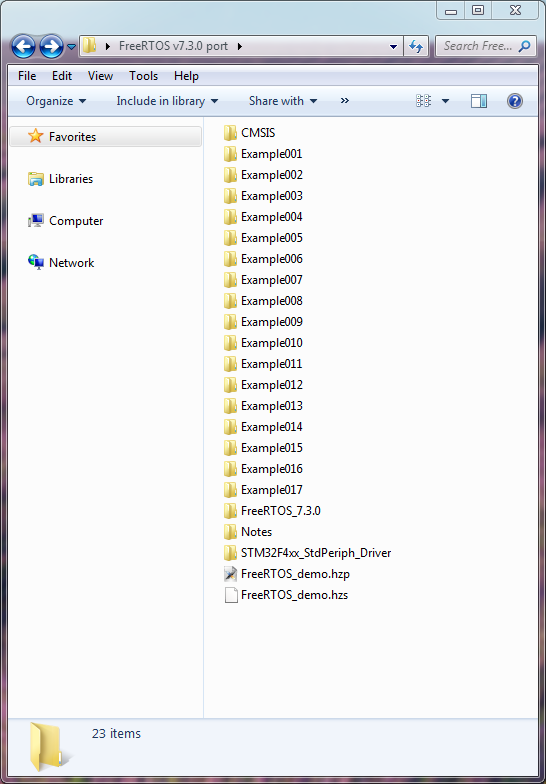 FreeRTOS v7.3.0 port
Search Free...
File Edit View Tools Help
Organize Include in library Share with »
Favorites
Libraries
Computer
Network
CMSIS
Example001
Example002
Example003
Example004
Example005
Example006
Example007
Example008
Example009
Example010
Example011
Example012
Example013
Example014
Example015
Example016
Example017
FreeRTOS_7.3.0
Notes
STM32F4xx_StdPeriph_Driver
FreeRTOS_demo.hzp
FreeRTOS_demo.hzs
23 items